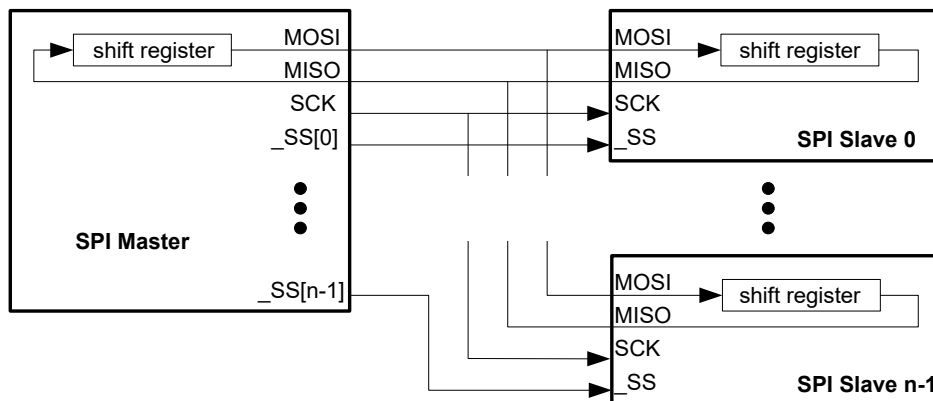 shift register
MOSI
MISO
SCK
_SS[0]
SPI Master
_SS[n-1]
MOSI
shift register
MISO
SCK
_SS
SPI Slave 0
MOSI
shift register
MISO
SCK
_SS
SPI Slave n-1